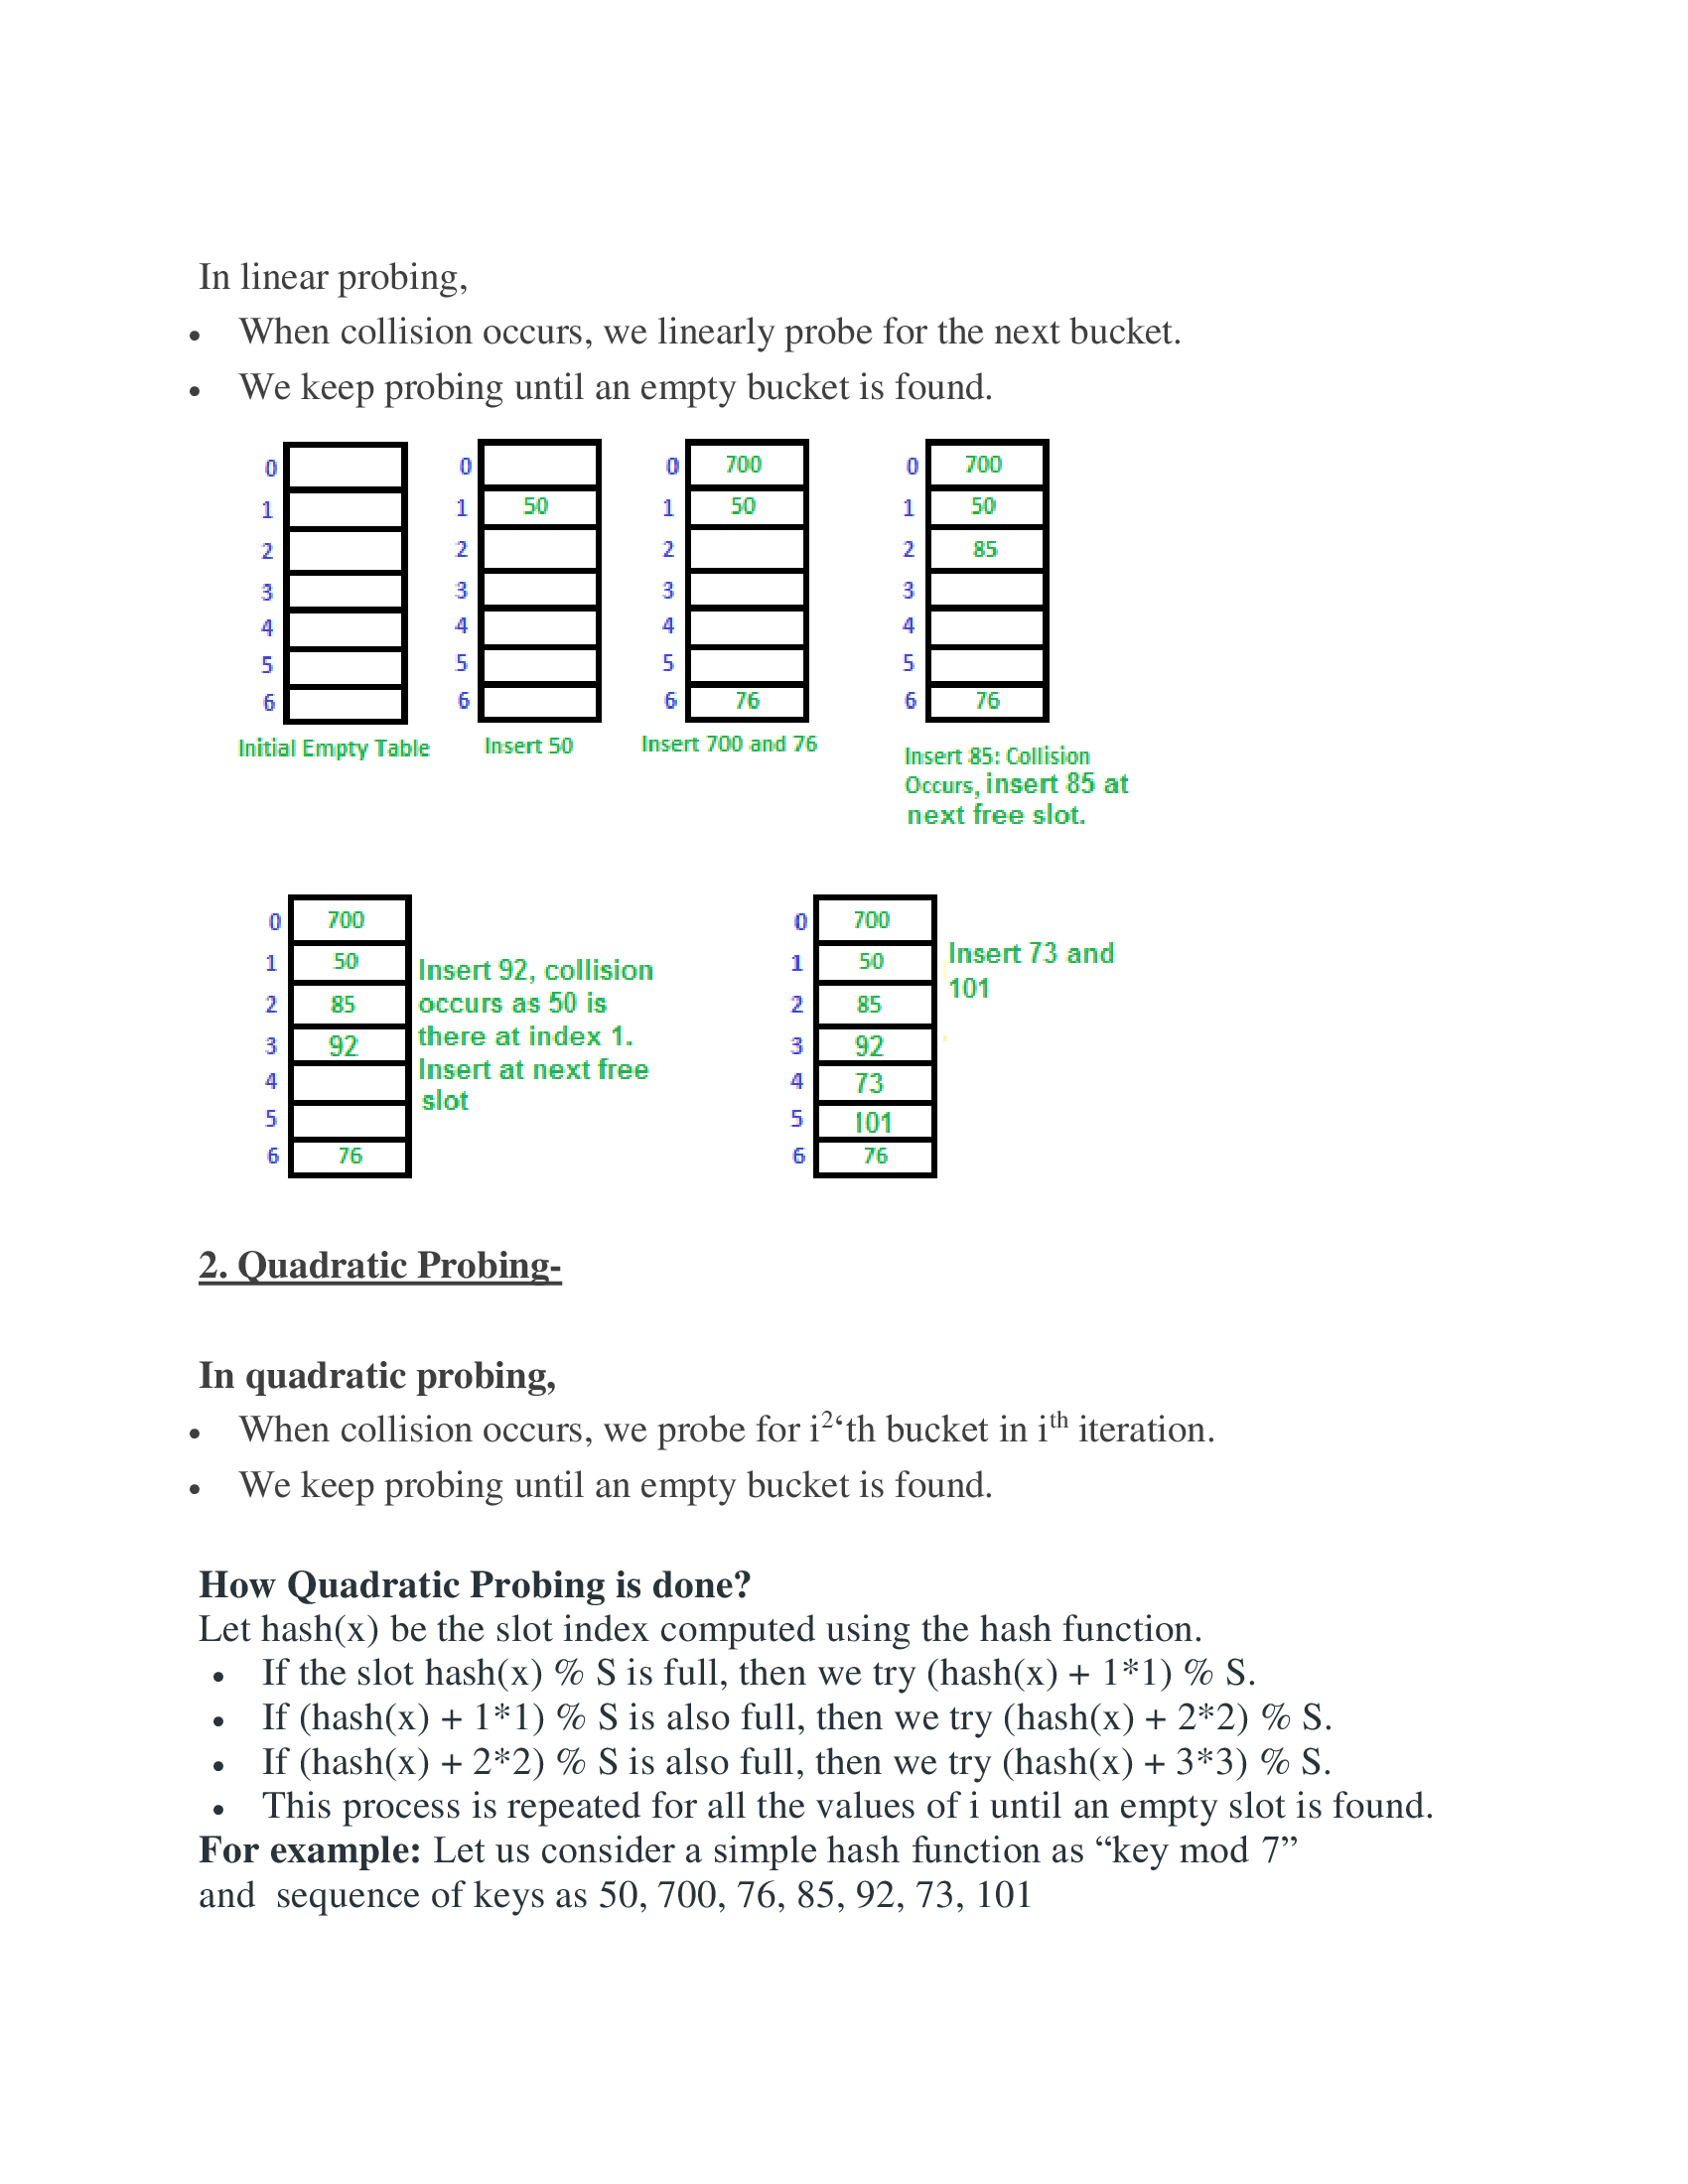 In linear probing,
• When collision occurs, we linearly probe for the next bucket.
• We keep probing until an empty bucket is found.
0
1
2
3
4
5
6
Initial Empty Table
0
1 50
2
3
4
5
6
Insert 50
0 700
1 50
2
3
4
5
6 76
Insert 700 and 76
0 700
1 50
2 85
3
4
5
6 76
Insert 85: Collision
Occurs, insert 85 at
next free slot.
0 700
1 50
2 85
3 92
4
5
6 76
Insert 92, collision
occurs as 50 is
there at index 1.
Insert at next free
slot
0 700
1 50
2 85
3 92
4 73
5 101
6 76
Insert 73 and
101
2. Quadratic Probing-
In quadratic probing,
• When collision occurs, we probe for i²‘th bucket in iᵗʰ iteration.
• We keep probing until an empty bucket is found.
How Quadratic Probing is done?
Let hash(x) be the slot index computed using the hash function.
• If the slot hash(x) % S is full, then we try (hash(x) + 1*1) % S.
• If (hash(x) + 1*1) % S is also full, then we try (hash(x) + 2*2) % S.
• If (hash(x) + 2*2) % S is also full, then we try (hash(x) + 3*3) % S.
• This process is repeated for all the values of i until an empty slot is found.
For example: Let us consider a simple hash function as “key mod 7”
and  sequence of keys as 50, 700, 76, 85, 92, 73, 101